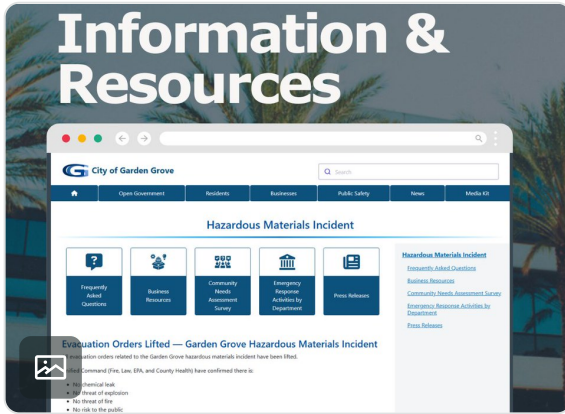 Information &
Resources
City of Garden Grove
Search
Open Government Residents Businesses Public Safety News Media Kit
Hazardous Materials Incident
Frequently
Asked
Questions
Business
Resources
Community
Needs
Assessment
Survey
Emergency
Response
Activities by
Department
Press Releases
Hazardous Materials Incident
Frequently Asked Questions
Business Resources
Community Needs Assessment Survey
Emergency Response Activities by
Department
Press Releases
Evacuation Orders Lifted — Garden Grove Hazardous Materials Incident
evacuation orders related to the Garden Grove hazardous materials incident have been lifted.
Command (Fire, Law, EPA, and County Health) have confirmed there is:
No chemical leak
No threat of explosion
No threat of fire
No risk to the public